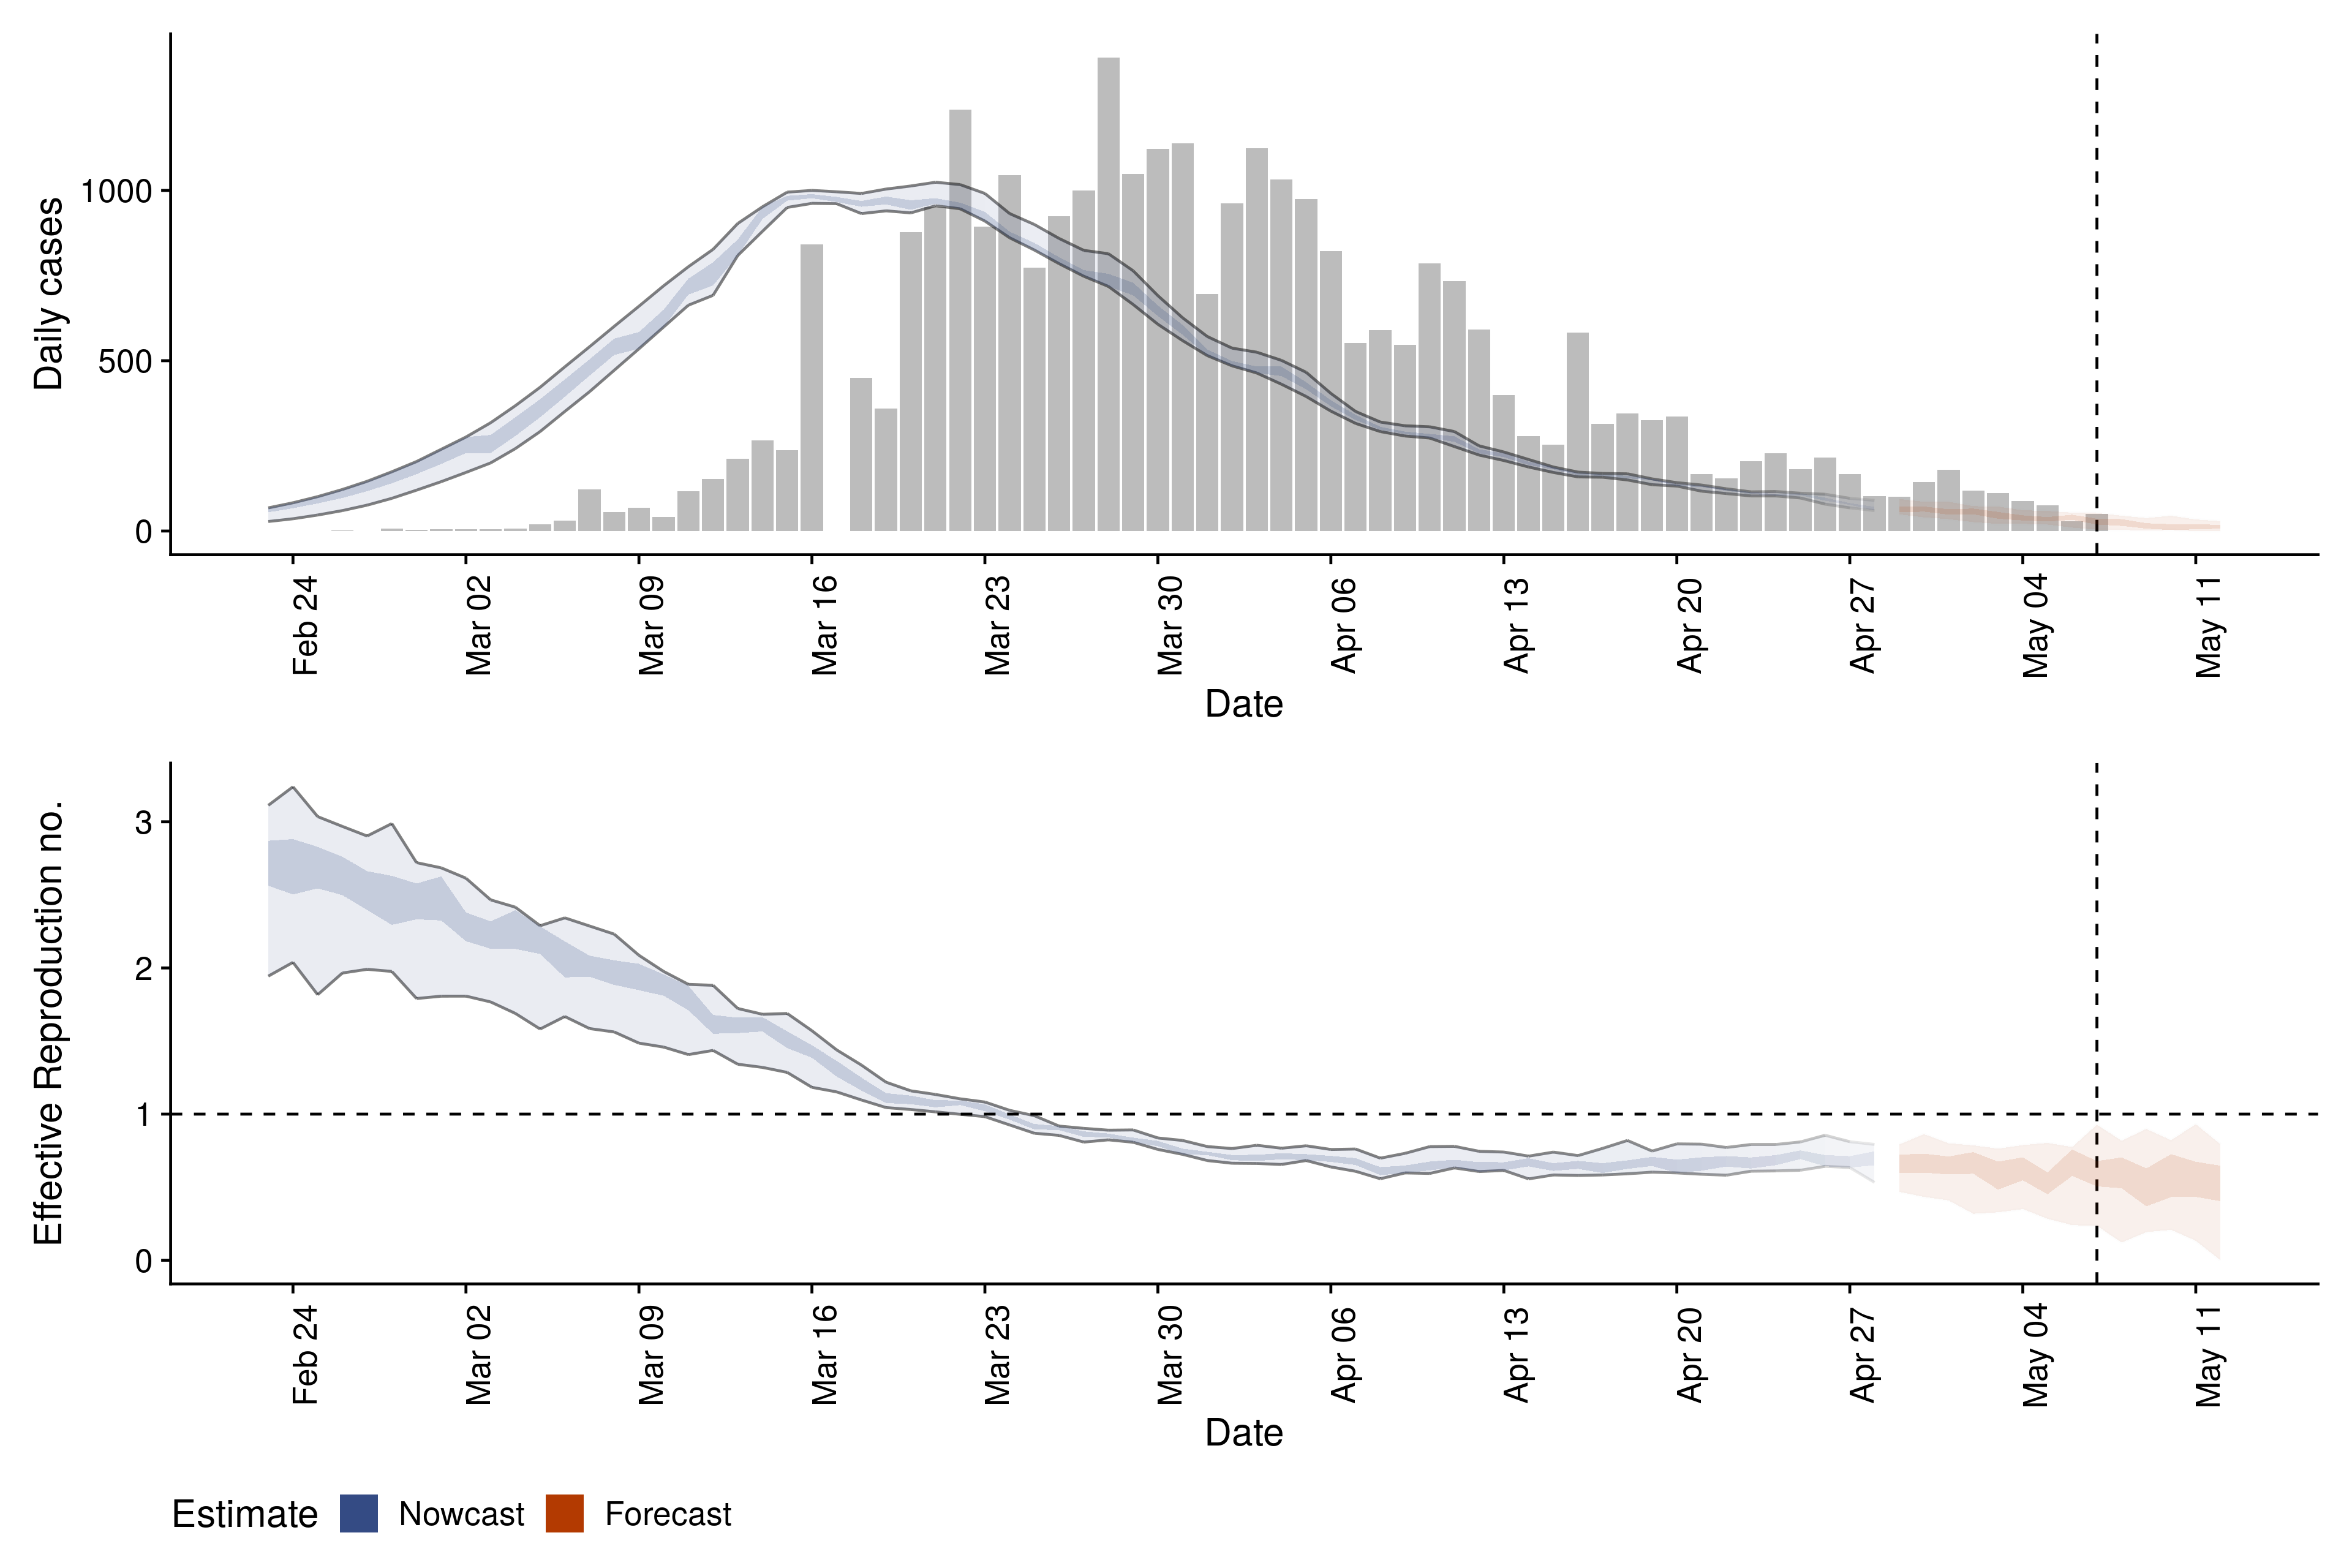 Daily cases
1000
500
0
Feb 24
Mar 02
Mar 09
Mar 16
Mar 23
Mar 30
Apr 06
Apr 13
Apr 20
Apr 27
May 04
May 11
Date
Effective Reproduction no.
3
2
1
0
Feb 24
Mar 02
Mar 09
Mar 16
Mar 23
Mar 30
Apr 06
Apr 13
Apr 20
Apr 27
May 04
May 11
Date
Estimate Nowcast Forecast